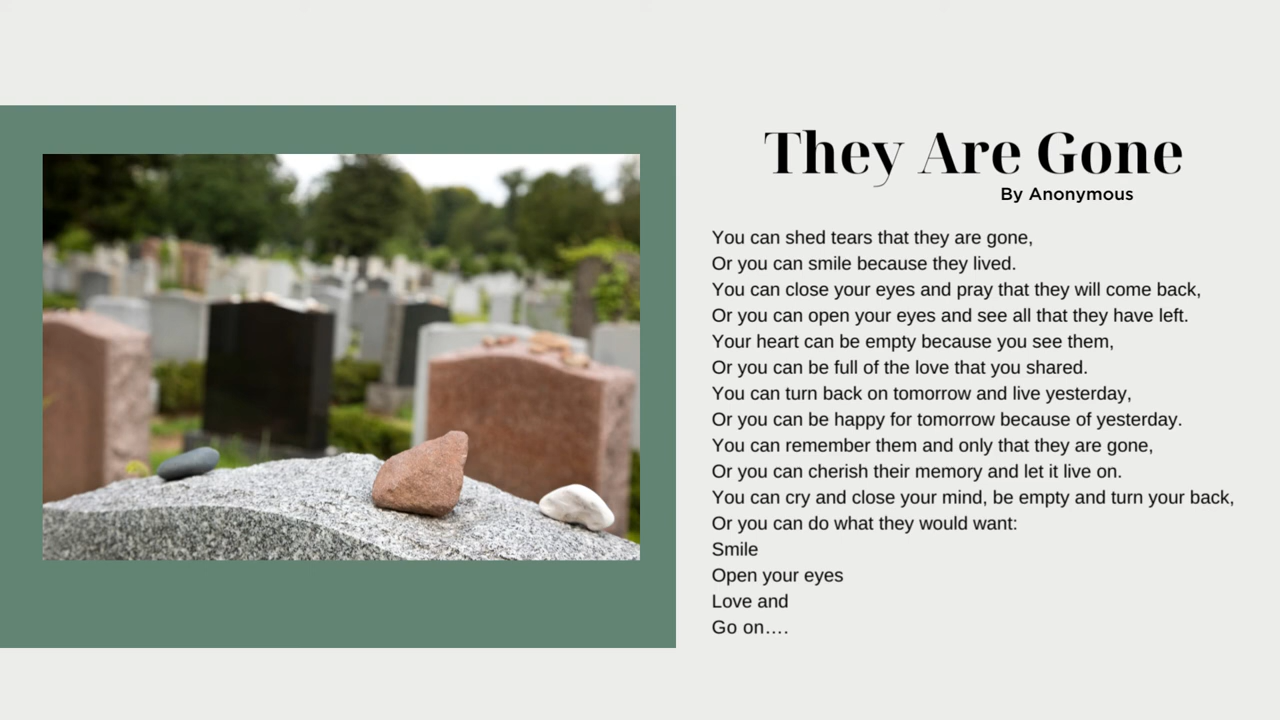 They Are Gone
By Anonymous
You can shed tears that they are gone,
Or you can smile because they lived.
You can close your eyes and pray that they will come back,
Or you can open your eyes and see all that they have left.
Your heart can be empty because you see them,
Or you can be full of the love that you shared.
You can turn back on tomorrow and live yesterday,
Or you can be happy for tomorrow because of yesterday.
You can remember them and only that they are gone,
Or you can cherish their memory and let it live on.
You can cry and close your mind, be empty and turn your back,
Or you can do what they would want:
Smile
Open your eyes
Love and
Go on….